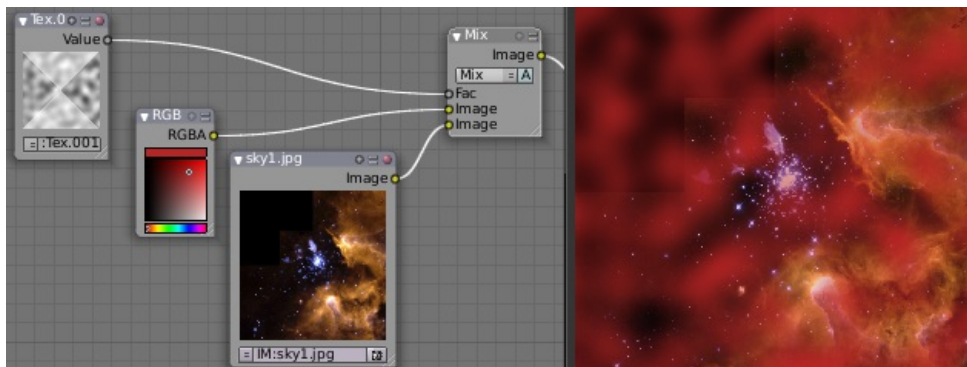 Tex.0
Value
=:Tex.001
RGB
RGBA
sky1.jpg
Image
IM:sky1.jpg
Mix
Image
Mix
A
Fac
Image
Image